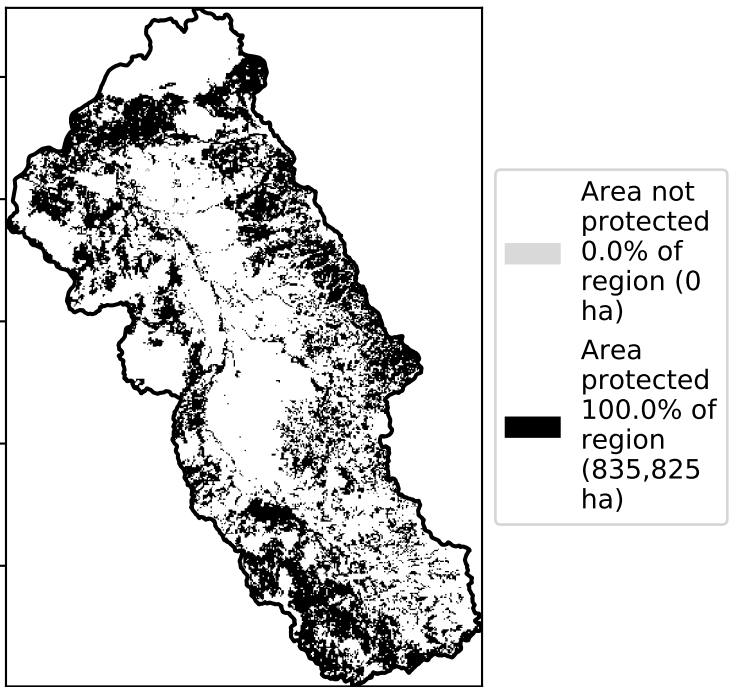 Area not
protected
0.0% of
region (0
ha)
Area
protected
100.0% of
region
(835,825
ha)